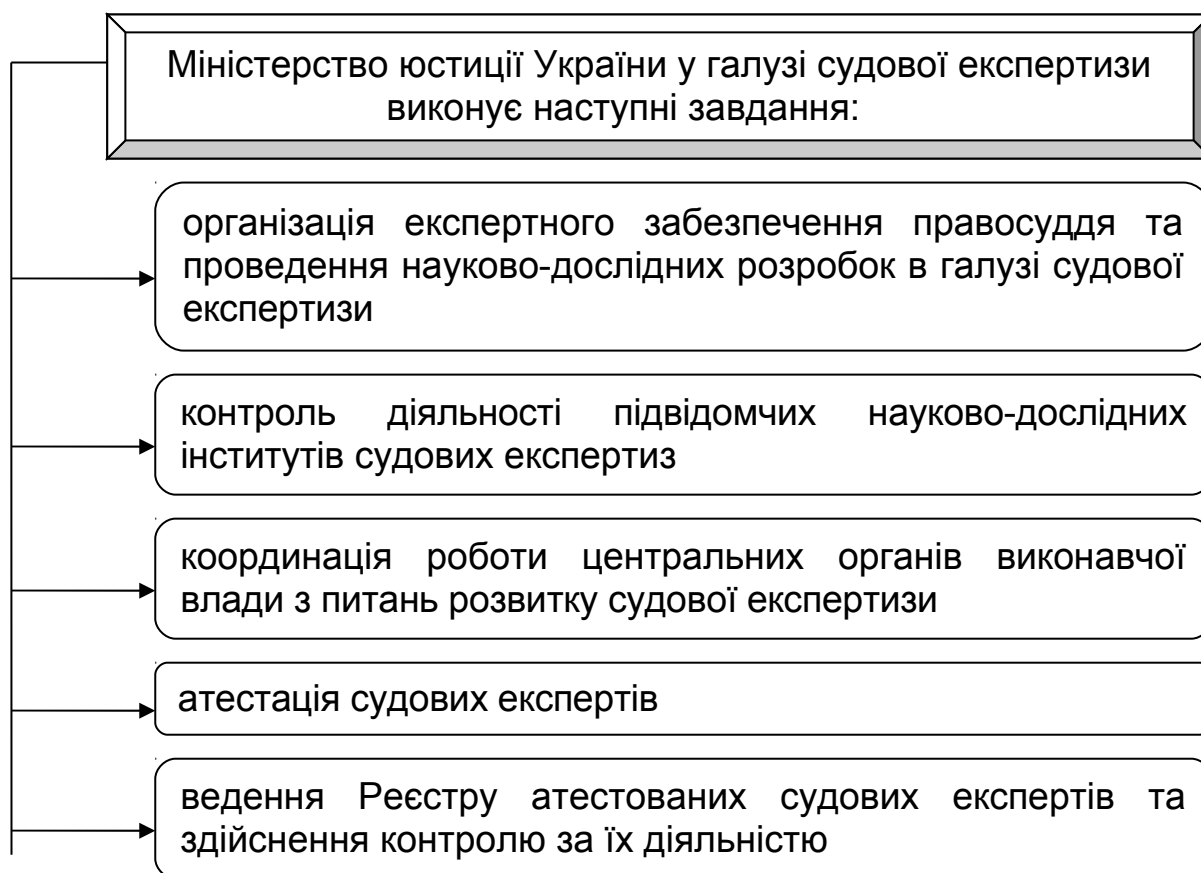 Міністерство юстиції України у галузі судової експертизи
виконує наступні завдання:
організація експертного забезпечення правосуддя та
проведення науково-дослідних розробок в галузі судової
експертизи
контроль діяльності підвідомчих науково-дослідних
інститутів судових експертиз
координація роботи центральних органів виконавчої
влади з питань розвитку судової експертизи
атестація судових експертів
ведення Реєстру атестованих судових експертів та
здійснення контролю за їх діяльністю